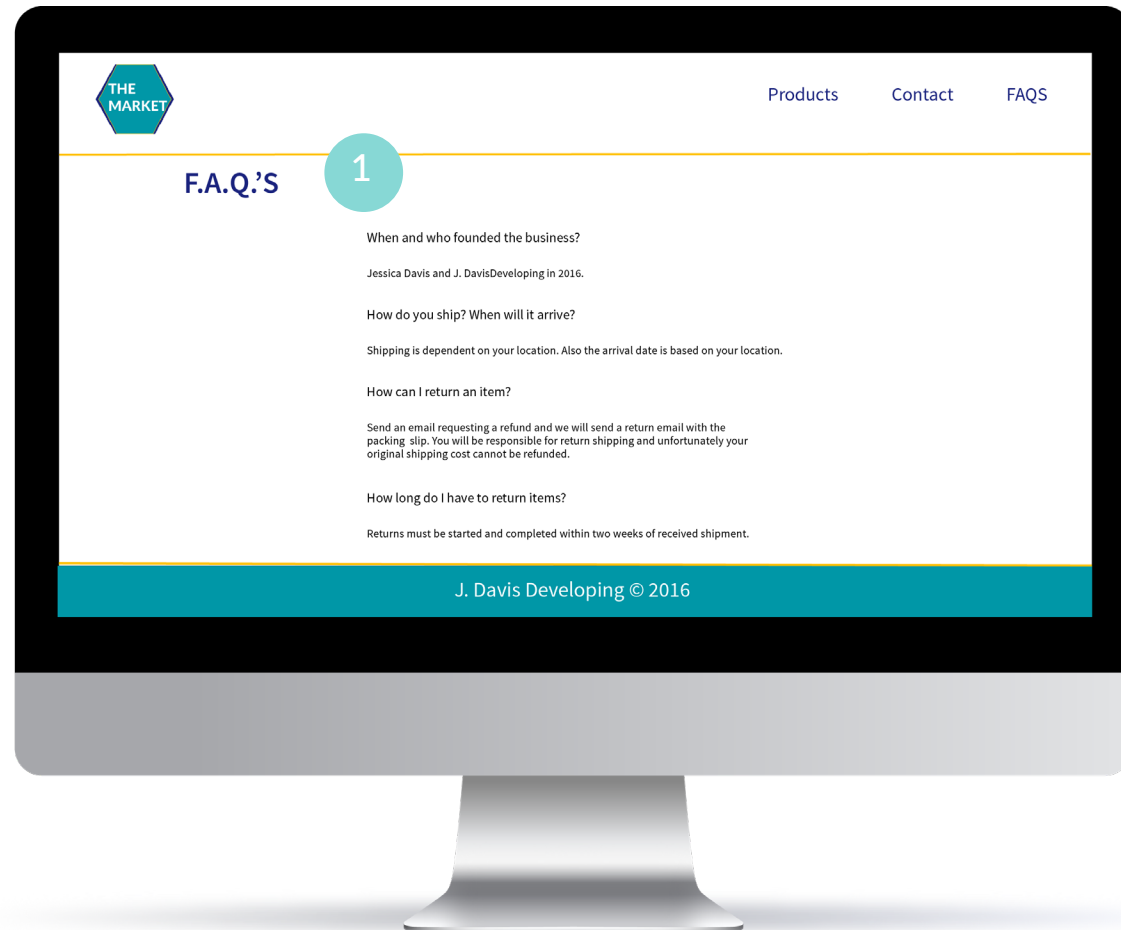 THE
MARKET
Products Contact FAQS
F.A.Q.'S
1
When and who founded the business?
Jessica Davis and J. DavisDeveloping in 2016.
How do you ship? When will it arrive?
Shipping is dependent on your location. Also the arrival date is based on your location.
How can I return an item?
Send an email requesting a refund and we will send a return email with the
packing slip. You will be responsible for return shipping and unfortunately your
original shipping cost cannot be refunded.
How long do I have to return items?
Returns must be started and completed within two weeks of received shipment.
J. Davis Developing © 2016